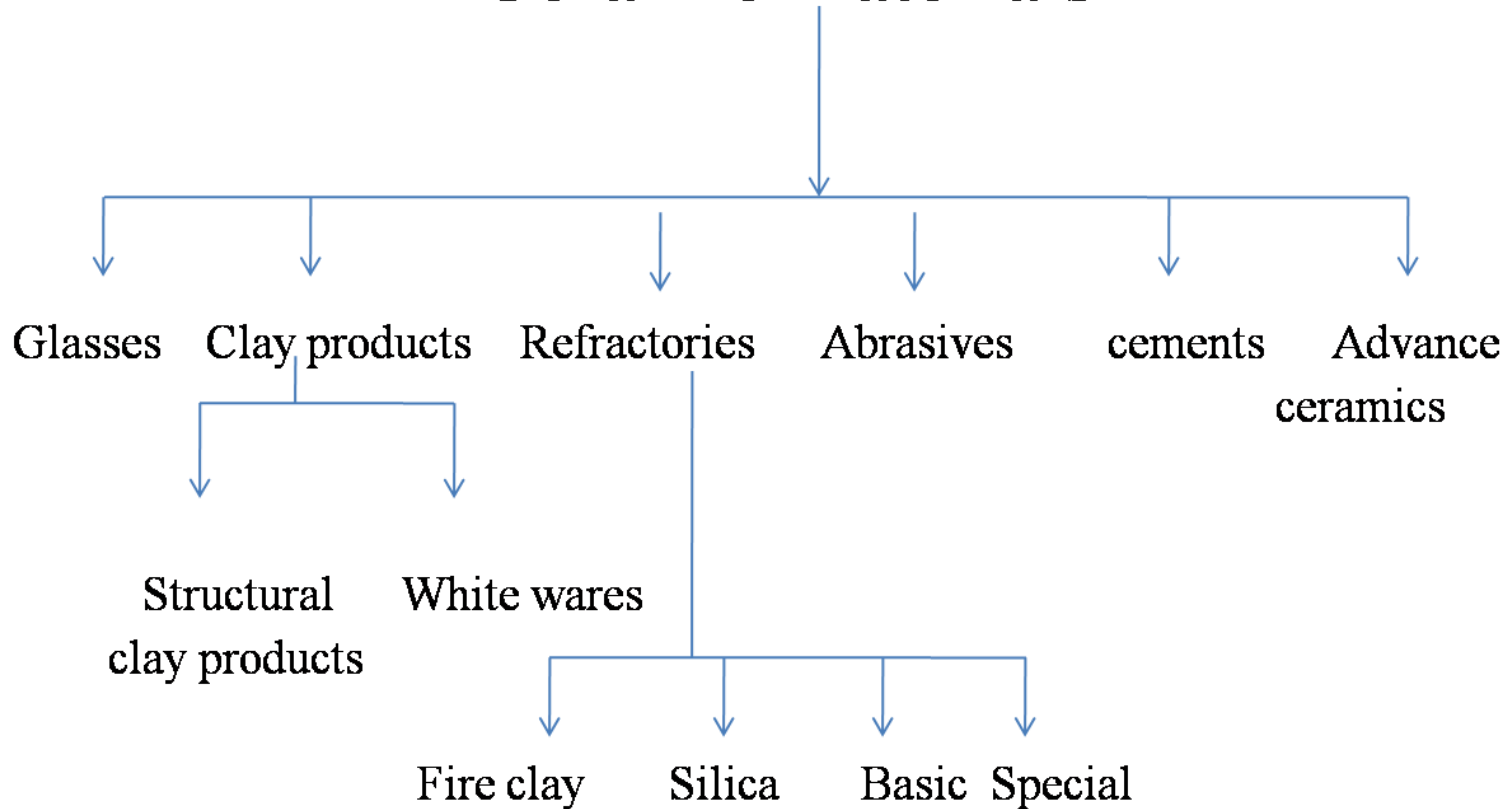 Glasses Clay products Refractories Abrasives cements Advance
ceramics
Structural White wares
clay products
Fire clay Silica Basic Special